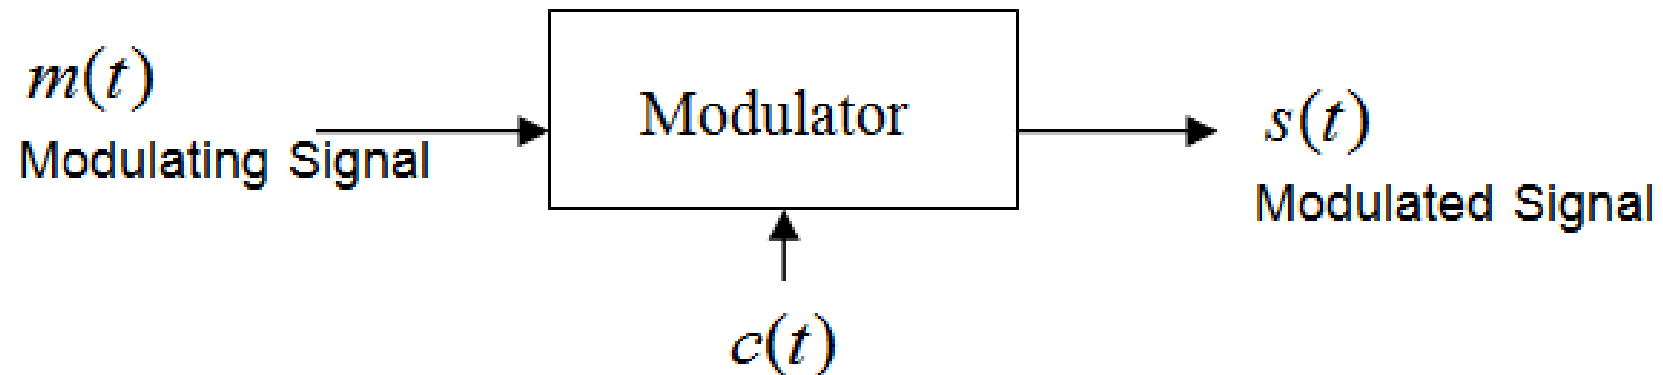 m(t)
Modulating Signal
Modulator
s(t)
Modulated Signal
c(t)